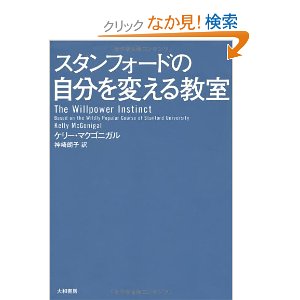 クリック なか見！検索
スタンフォードの
自分を変える教室
The Willpower Instinct
Based on the Wildly Popular Course of Stanford University
Kelly McGonigal
ケリー・マクゴニガル
神崎朗子 訳
大和書房